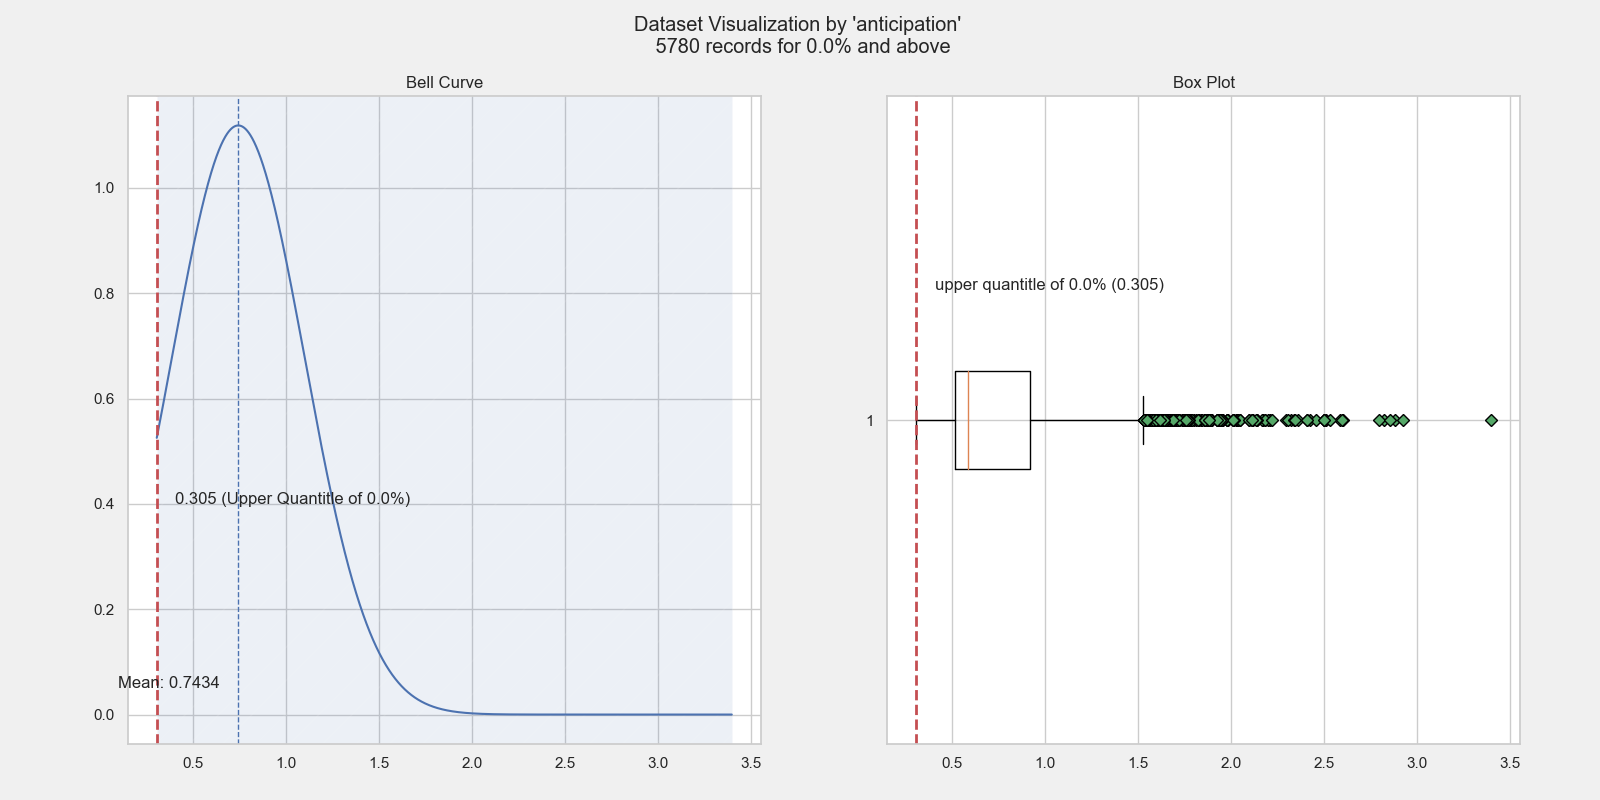 Dataset Visualization by 'anticipation'
5780 records for 0.0% and above
Bell Curve
1.0
0.8
0.6
0.4
0.2
0.0
0.305 (Upper Quantitle of 0.0%)
Mean: 0.7434
0.5 1.0 1.5 2.0 2.5 3.0 3.5
Box Plot
upper quantitle of 0.0% (0.305)
1
0.5 1.0 1.5 2.0 2.5 3.0 3.5